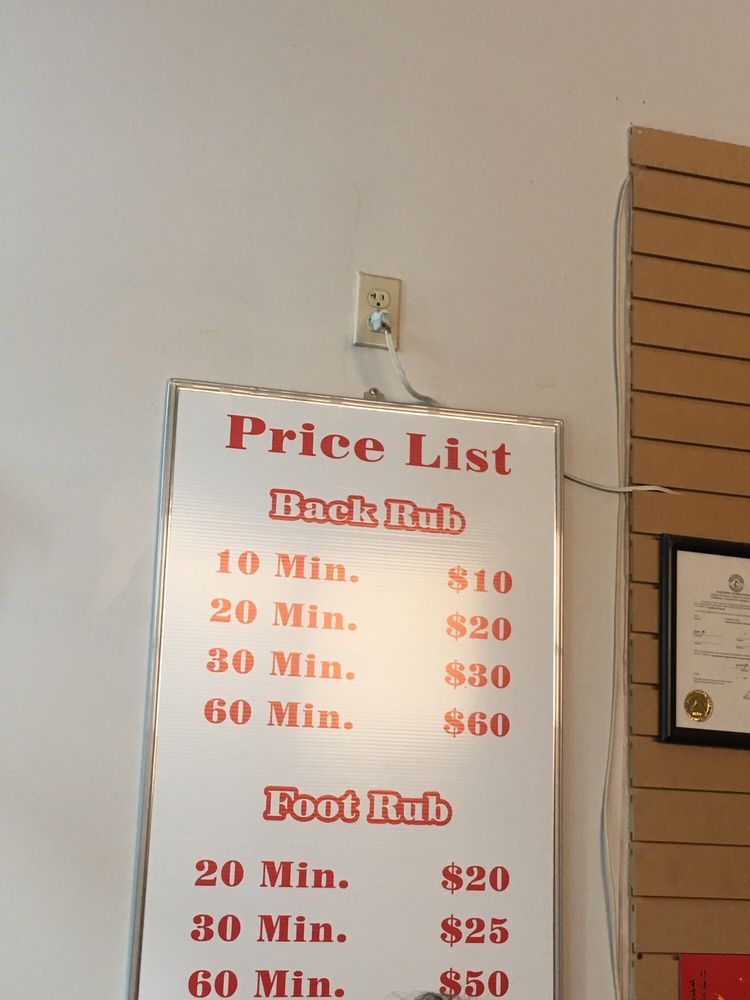 Price List
Back Rub
10 Min. $10
20 Min. $20
30 Min. $30
60 Min. $60
Foot Rub
20 Min. $20
30 Min. $25
60 Min. $50